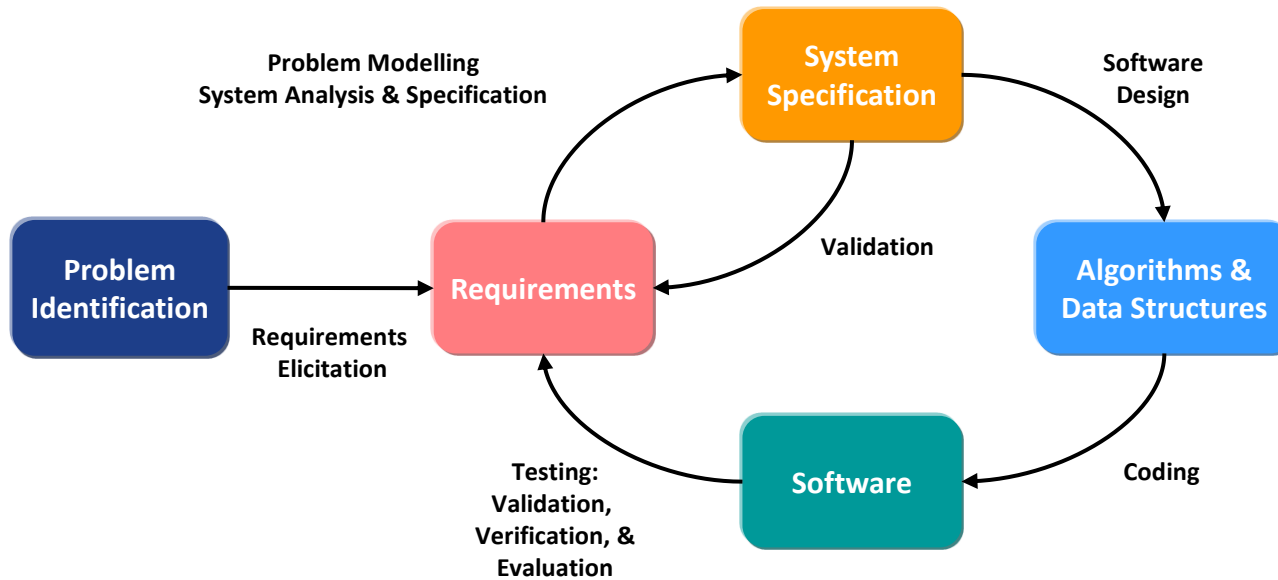 Problem Modelling
System Analysis & Specification
System
Specification
Software
Design
Problem
Identification
Requirements
Elicitation
Requirements
Validation
Algorithms &
Data Structures
Testing:
Validation,
Verification, &
Evaluation
Software
Coding